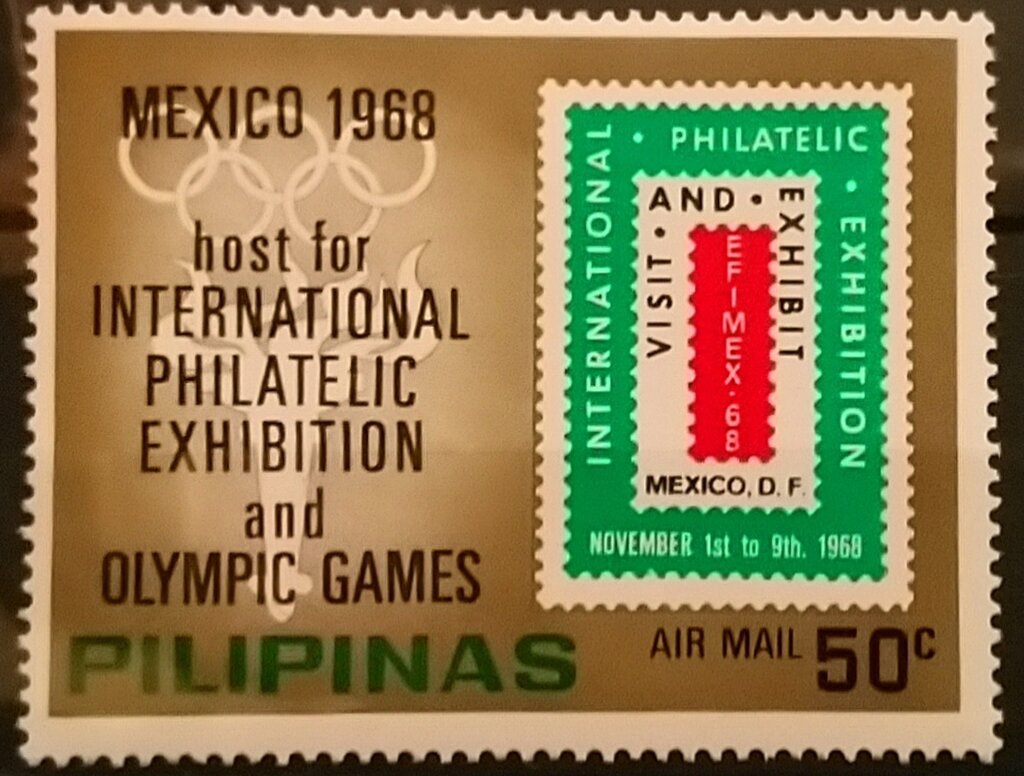 MEXICO 1968
host for
INTERNATIONAL
PHILATELIC
EXHIBITION
and
OLYMPIC GAMES
PILIPINAS
INTERNATIONAL • PHILATELIC • EXHIBITION
VISIT • AND • EXHIBIT
EFIMEX·68
MEXICO, D. F.
NOVEMBER 1st to 9th. 1968
AIR MAIL 50c